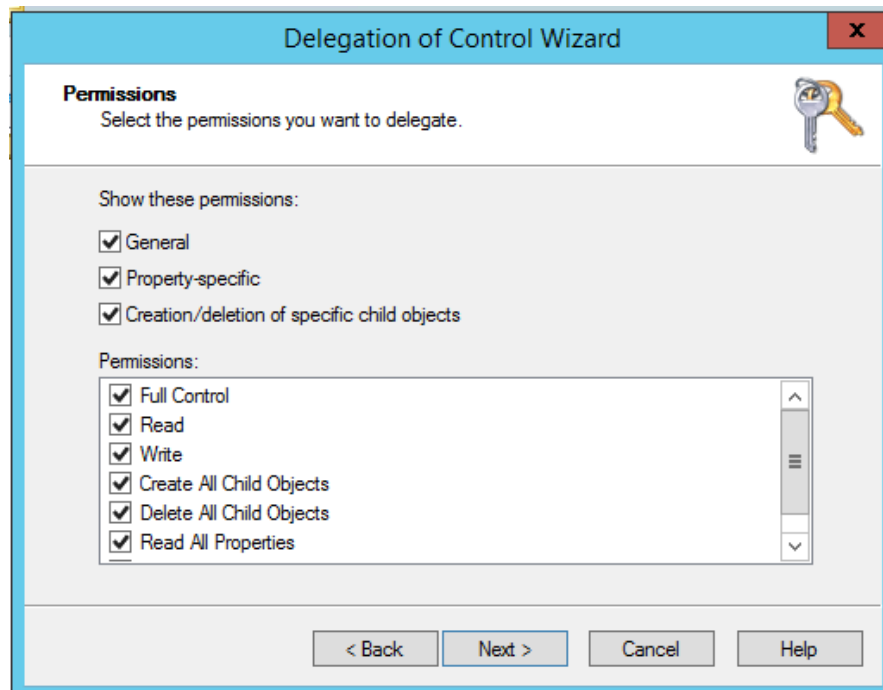 Delegation of Control Wizard
x
Permissions
Select the permissions you want to delegate.
Show these permissions:
General
Property-specific
Creation/deletion of specific child objects
Permissions:
Full Control
Read
Write
Create All Child Objects
Delete All Child Objects
Read All Properties
< Back Next > Cancel Help